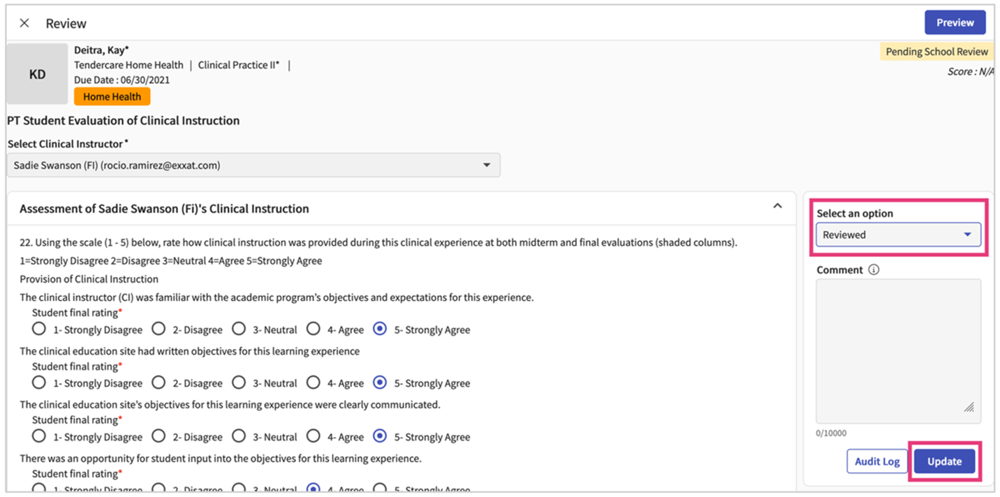 Review
Preview
KD
Deitra, Kay*
Tendercare Home Health | Clinical Practice II* |
Due Date : 06/30/2021
Home Health
Pending School Review
Score : N/A
PT Student Evaluation of Clinical Instruction
Select Clinical Instructor*
Sadie Swanson (FI) (rocio.ramirez@exxat.com)
Assessment of Sadie Swanson (Fi)'s Clinical Instruction
22. Using the scale (1 - 5) below, rate how clinical instruction was provided during this clinical experience at both midterm and final evaluations (shaded columns).
1=Strongly Disagree 2=Disagree 3=Neutral 4=Agree 5=Strongly Agree
Provision of Clinical Instruction
The clinical instructor (CI) was familiar with the academic program's objectives and expectations for this experience.
Student final rating*
1- Strongly Disagree 2- Disagree 3- Neutral 4- Agree 5- Strongly Agree
The clinical education site had written objectives for this learning experience
Student final rating*
1- Strongly Disagree 2- Disagree 3- Neutral 4- Agree 5- Strongly Agree
The clinical education site's objectives for this learning experience were clearly communicated.
Student final rating*
1- Strongly Disagree 2- Disagree 3- Neutral 4- Agree 5- Strongly Agree
There was an opportunity for student input into the objectives for this learning experience.
Student final rating*
1- Strongly Disagree 2- Disagree 3- Neutral 4- Agree 5- Strongly Agree
Select an option
Reviewed
Comment
0/10000
Audit Log
Update